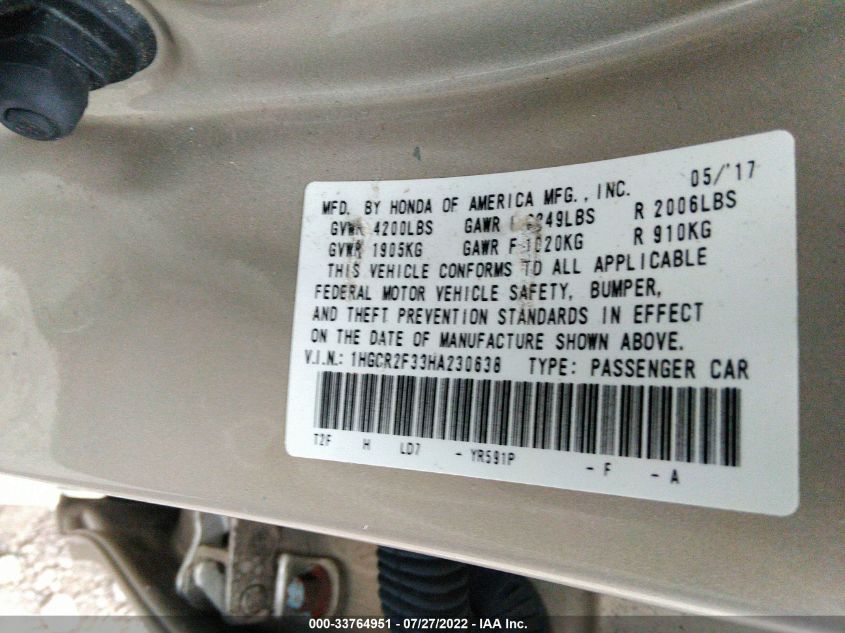 05/'17
MFD. BY HONDA OF AMERICA MFG., INC.
GVWR 4200LBS GAWR 2249LBS R 2006LBS
GVWR 1905KG GAWR F 1020KG R 910KG
THIS VEHICLE CONFORMS TO ALL APPLICABLE
FEDERAL MOTOR VEHICLE SAFETY, BUMPER,
AND THEFT PREVENTION STANDARDS IN EFFECT
ON THE DATE OF MANUFACTURE SHOWN ABOVE.
V.I.N.: 1HGCR2F33HA230638 TYPE: PASSENGER CAR
T2F H LD7 - YR591P - F - A
000-33764951 / 07/27/2022 - IAA Inc.